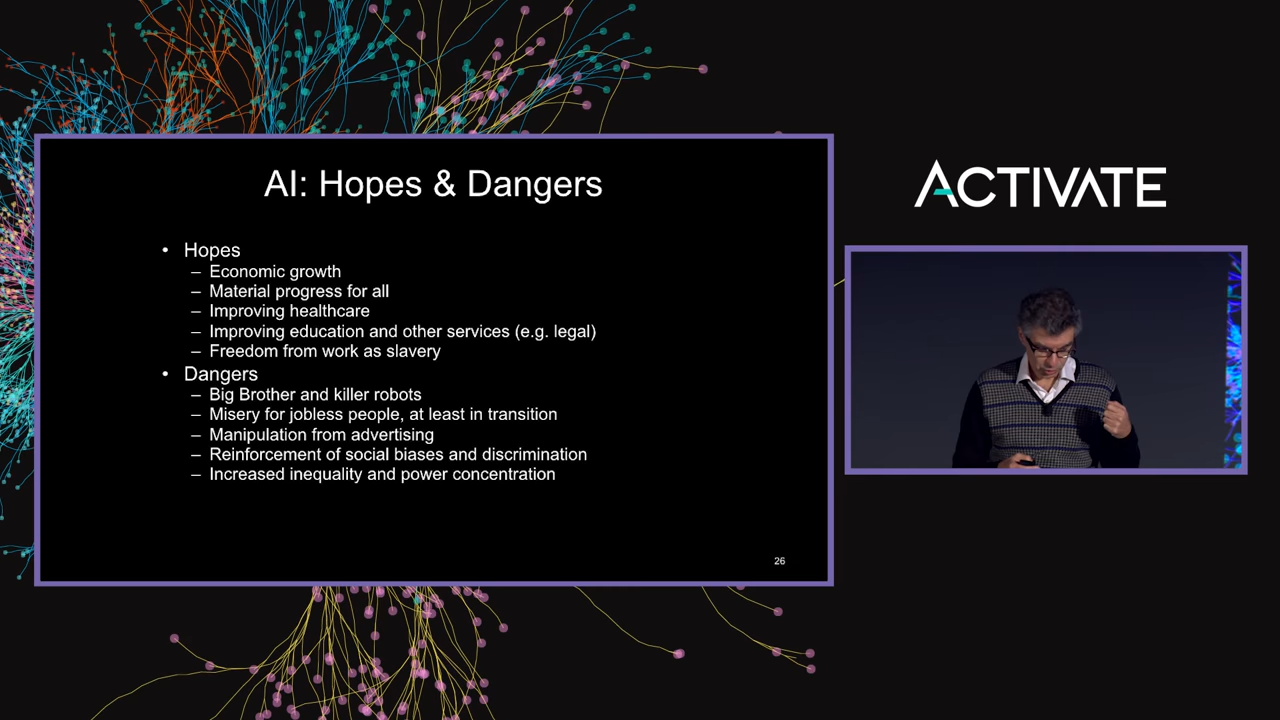 AI: Hopes & Dangers
• Hopes
– Economic growth
– Material progress for all
– Improving healthcare
– Improving education and other services (e.g. legal)
– Freedom from work as slavery
• Dangers
– Big Brother and killer robots
– Misery for jobless people, at least in transition
– Manipulation from advertising
– Reinforcement of social biases and discrimination
– Increased inequality and power concentration
26
ACTIVATE